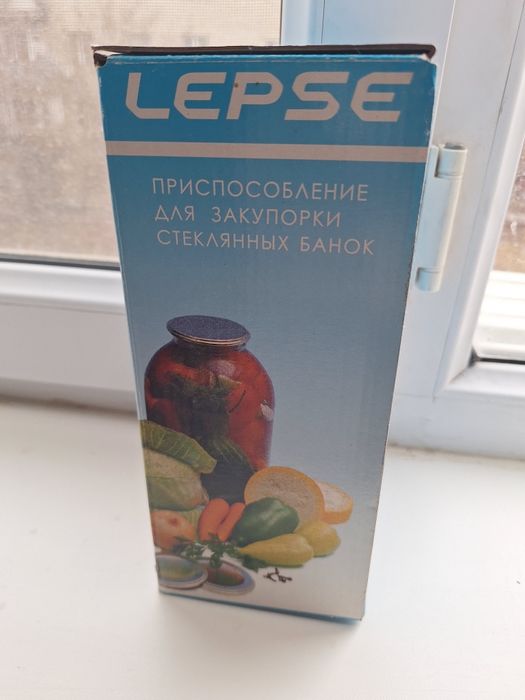 LEPSE
ПРИСПОСОБЛЕНИЕ
ДЛЯ ЗАКУПОРКИ
СТЕКЛЯННЫХ БАНОК